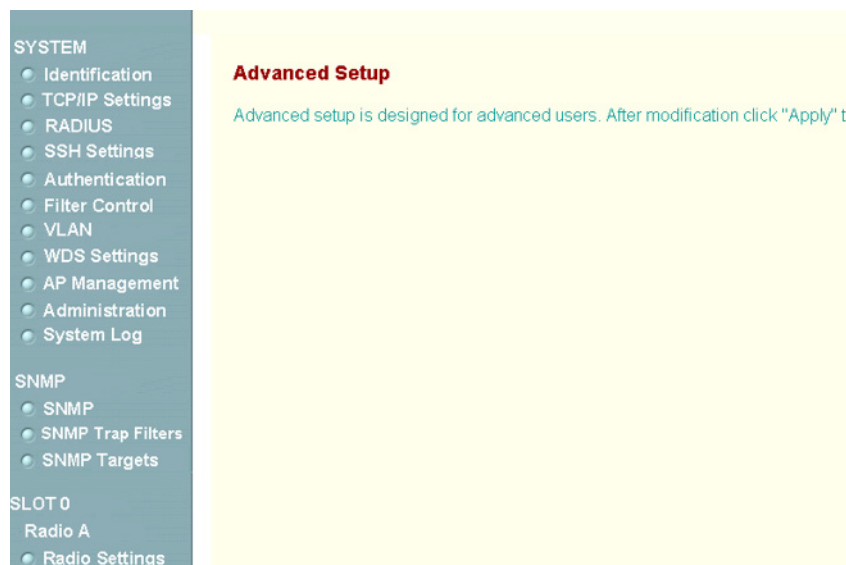 SYSTEM
Identification
TCP/IP Settings
RADIUS
SSH Settings
Authentication
Filter Control
VLAN
WDS Settings
AP Management
Administration
System Log
SNMP
SNMP
SNMP Trap Filters
SNMP Targets
SLOT 0
Radio A
Radio Settings
Advanced Setup
Advanced setup is designed for advanced users. After modification click "Apply" t